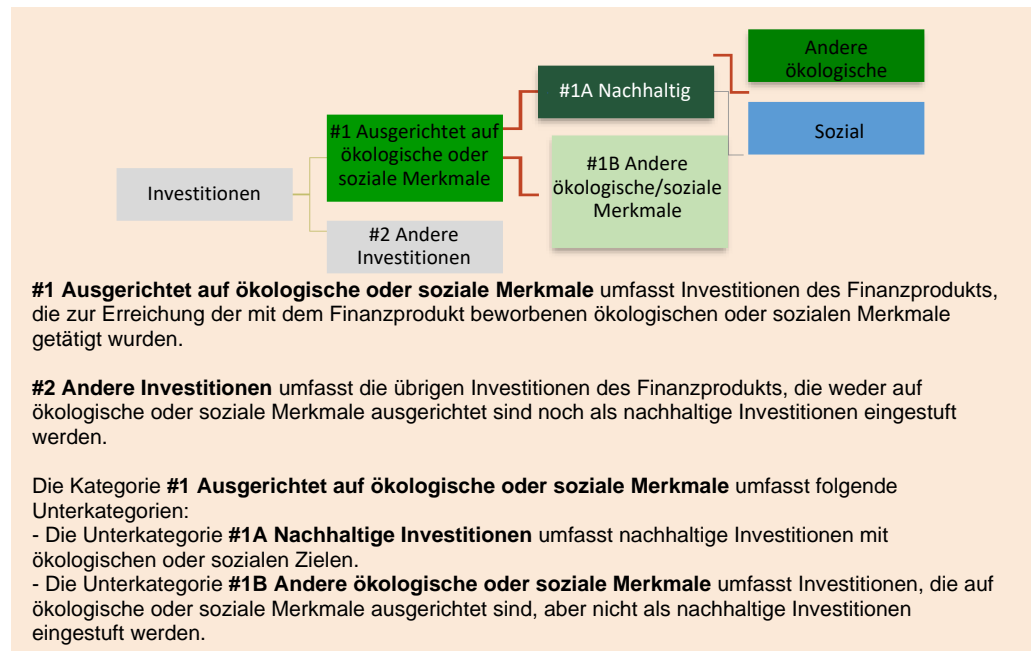 Andere
ökologische
#1A Nachhaltig
Sozial
#1 Ausgerichtet auf
ökologische oder
soziale Merkmale
#1B Andere
ökologische/soziale
Merkmale
Investitionen
#2 Andere
Investitionen
#1 Ausgerichtet auf ökologische oder soziale Merkmale umfasst Investitionen des Finanzprodukts,
die zur Erreichung der mit dem Finanzprodukt beworbenen ökologischen oder sozialen Merkmale
getätigt wurden.
#2 Andere Investitionen umfasst die übrigen Investitionen des Finanzprodukts, die weder auf
ökologische oder soziale Merkmale ausgerichtet sind noch als nachhaltige Investitionen eingestuft
werden.
Die Kategorie #1 Ausgerichtet auf ökologische oder soziale Merkmale umfasst folgende
Unterkategorien:
- Die Unterkategorie #1A Nachhaltige Investitionen umfasst nachhaltige Investitionen mit
ökologischen oder sozialen Zielen.
- Die Unterkategorie #1B Andere ökologische oder soziale Merkmale umfasst Investitionen, die auf
ökologische oder soziale Merkmale ausgerichtet sind, aber nicht als nachhaltige Investitionen
eingestuft werden.